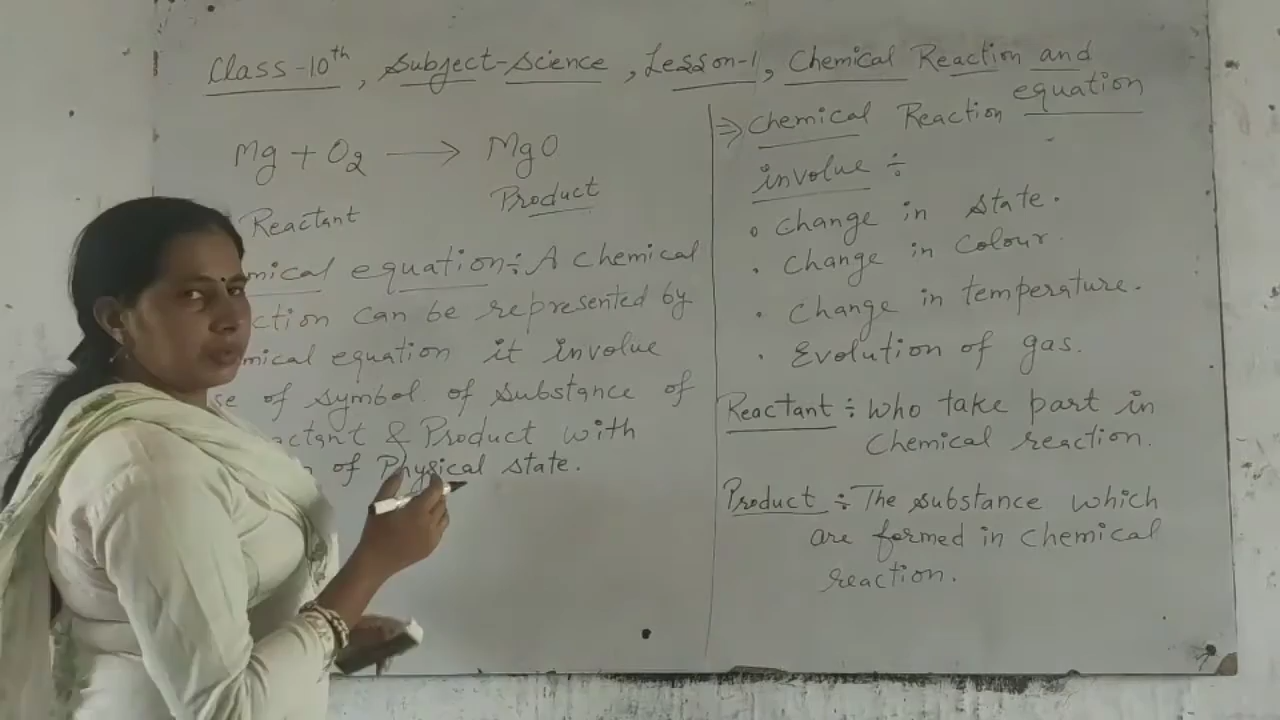 Class-10th, Subject-science, Lesson-1, Chemical Reaction and
equation
Mg + O2 ⟶ MgO
Reactant Product
mical equation÷ A chemical
ction can be represented by
mical equation it involue
se of symbol of substance of
actant & Product with
of Physical state.
⇒ Chemical Reaction
involue ÷
• Change in state.
• Change in Colour.
• Change in temperature.
• Evolution of gas.
Reactant ÷ Who take part in
Chemical reaction.
Product ÷ The substance which
are formed in chemical
reaction.